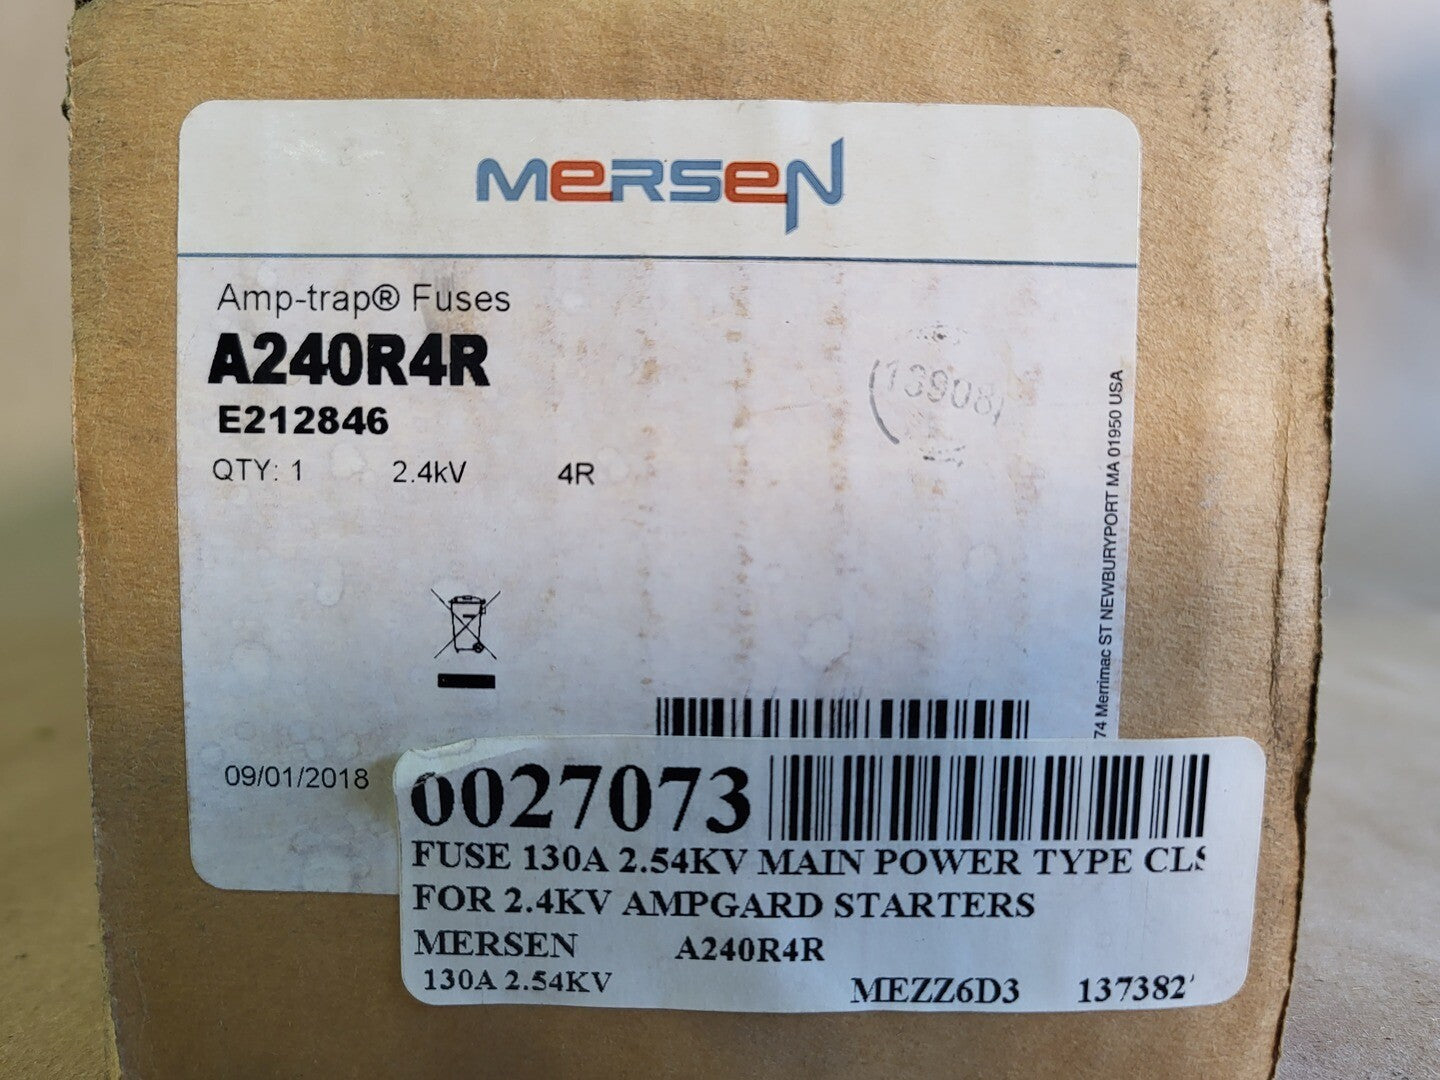 MERSEN
Amp-trap® Fuses
A240R4R
E212846
QTY: 1 2.4kV 4R
13908
74 Merrimac ST NEWBURYPORT MA 01950 USA
09/01/2018
0027073
FUSE 130A 2.54KV MAIN POWER TYPE CLS
FOR 2.4KV AMPGARD STARTERS
MERSEN A240R4R
130A 2.54KV MEZZ6D3 137382